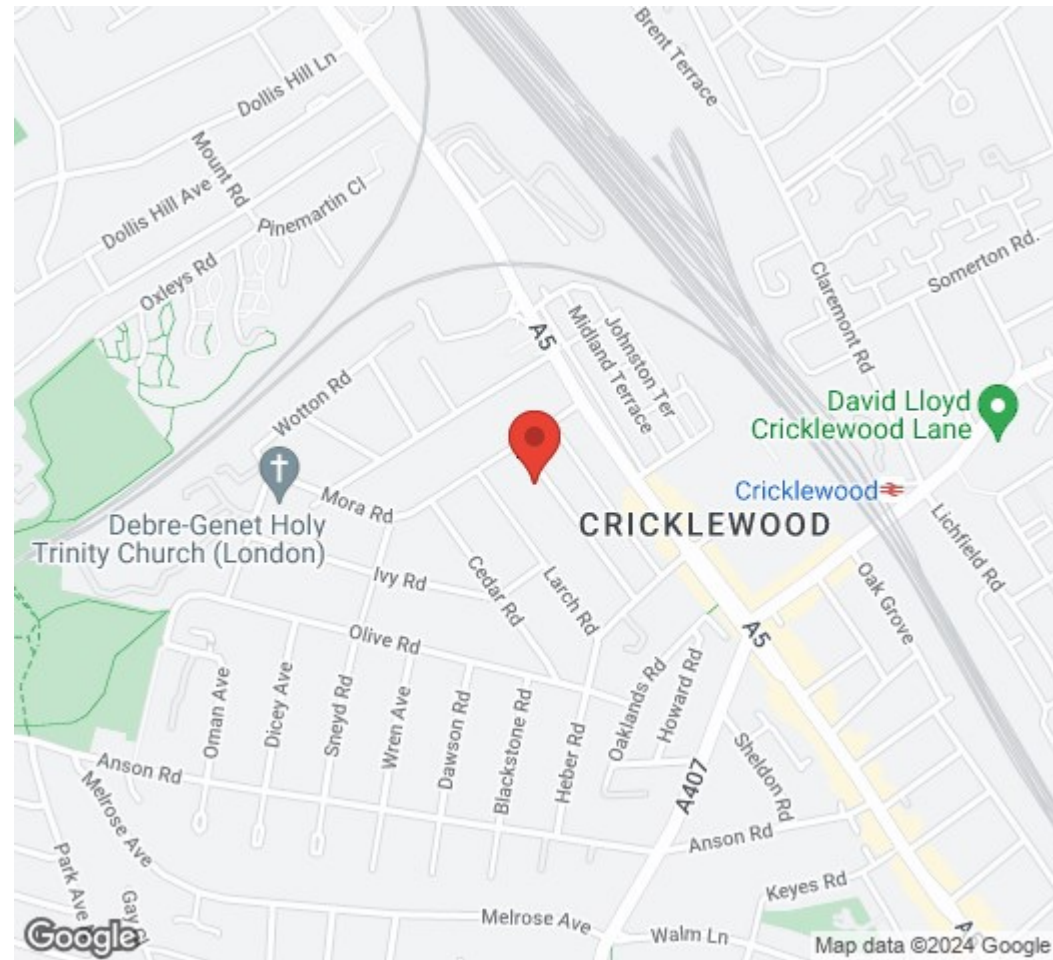 Brent Terrace
Dollis Hill Ln
Mount Rd
Dollis Hill Ave
Pinemartin Cl
Oxleys Rd
Claremont Rd
Somerton Rd.
A5
Midland Terrace
Johnston Ter
Wotton Rd
David Lloyd
Cricklewood Lane
Cricklewood
Mora Rd
Debre-Genet Holy
Trinity Church (London)
CRICKLEWOOD
Lichfield Rd
Ivy Rd
Cedar Rd
Larch Rd
Oak Grove
Olive Rd
A5
Oman Ave
Dicey Ave
Sneyd Rd
Wren Ave
Dawson Rd
Blackstone Rd
Heber Rd
Oaklands Rd
Howard Rd
Sheldon Rd
A407
Anson Rd
Anson Rd
Melrose Ave
Park Ave
Keyes Rd
Melrose Ave
Walm Ln
Google
Map data ©2024 Google